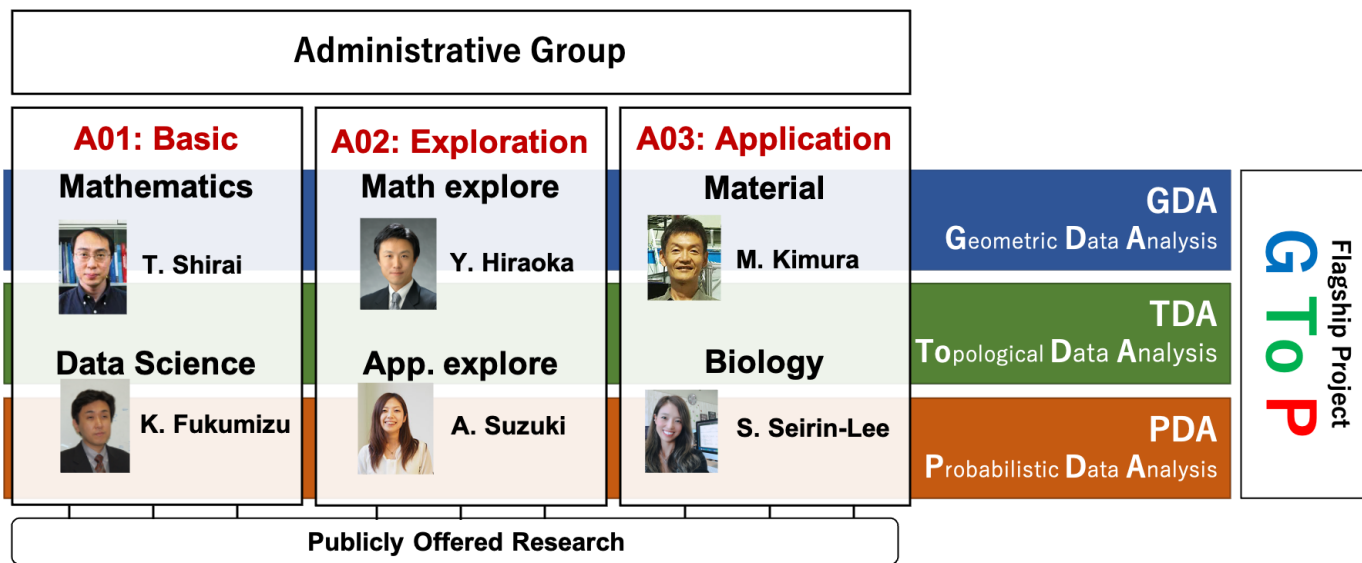 Administrative Group
A01: Basic
Mathematics
T. Shirai
Data Science
K. Fukumizu
A02: Exploration
Math explore
Y. Hiraoka
App. explore
A. Suzuki
A03: Application
Material
M. Kimura
Biology
S. Seirin-Lee
GDA
Geometric Data Analysis
TDA
Topological Data Analysis
PDA
Probabilistic Data Analysis
Flagship Project
G To P
Publicly Offered Research